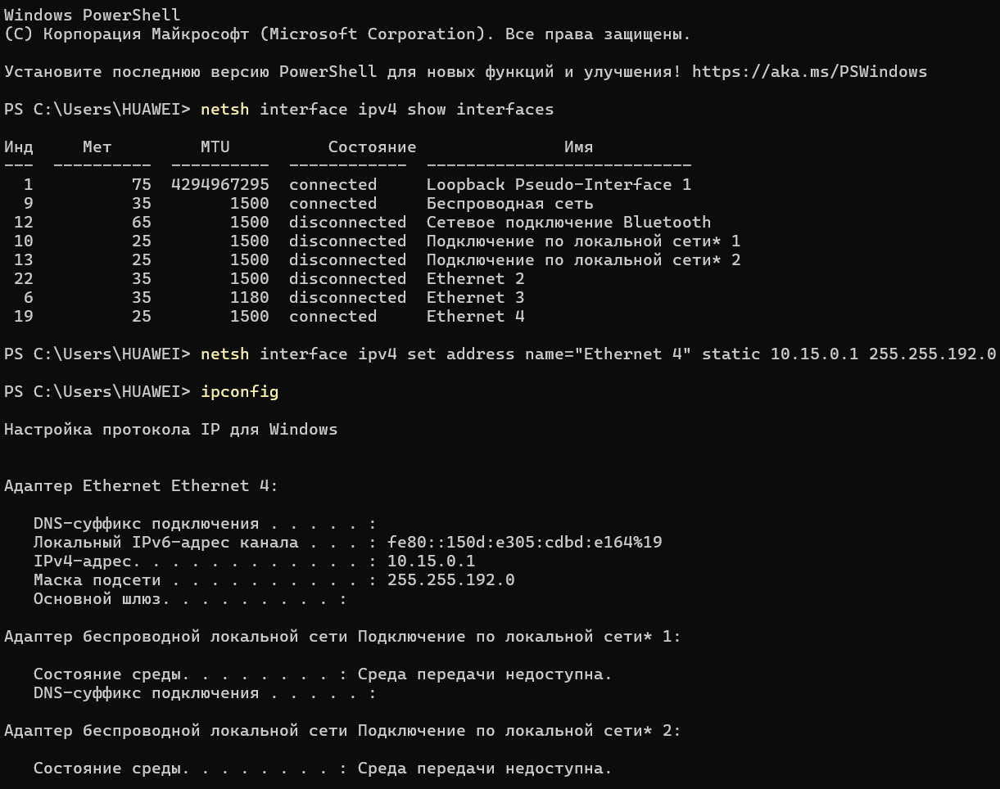 Windows PowerShell
(C) Корпорация Майкрософт (Microsoft Corporation). Все права защищены.
Установите последнюю версию PowerShell для новых функций и улучшения! https://aka.ms/PSWindows
PS C:\Users\HUAWEI> netsh interface ipv4 show interfaces
Инд     Мет         MTU          Состояние               Имя
---  ----------  ----------  ------------  ---------------------------
  1          75  4294967295  connected     Loopback Pseudo-Interface 1
  9          35        1500  connected     Беспроводная сеть
 12          65        1500  disconnected  Сетевое подключение Bluetooth
 10          25        1500  disconnected  Подключение по локальной сети* 1
 13          25        1500  disconnected  Подключение по локальной сети* 2
 22          35        1500  disconnected  Ethernet 2
  6          35        1180  disconnected  Ethernet 3
 19          25        1500  connected     Ethernet 4
PS C:\Users\HUAWEI> netsh interface ipv4 set address name="Ethernet 4" static 10.15.0.1 255.255.192.0
PS C:\Users\HUAWEI> ipconfig
Настройка протокола IP для Windows
Адаптер Ethernet Ethernet 4:
   DNS-суффикс подключения . . . . . :
   Локальный IPv6-адрес канала . . . : fe80::150d:e305:cdbd:e164%19
   IPv4-адрес. . . . . . . . . . . . : 10.15.0.1
   Маска подсети . . . . . . . . . . : 255.255.192.0
   Основной шлюз. . . . . . . . . :
Адаптер беспроводной локальной сети Подключение по локальной сети* 1:
   Состояние среды. . . . . . . . : Среда передачи недоступна.
   DNS-суффикс подключения . . . . . :
Адаптер беспроводной локальной сети Подключение по локальной сети* 2:
   Состояние среды. . . . . . . . : Среда передачи недоступна.